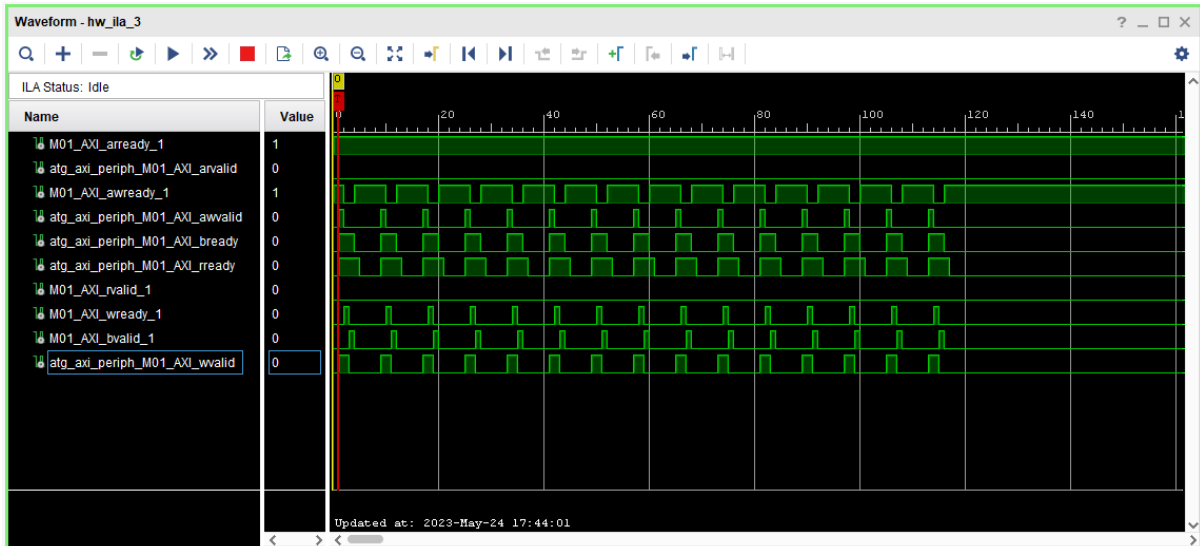 Waveform - hw_ila_3
? _ □ ×
ILA Status: Idle
Name Value
M01_AXI_arready_1 1
atg_axi_periph_M01_AXI_arvalid 0
M01_AXI_awready_1 1
atg_axi_periph_M01_AXI_awvalid 0
atg_axi_periph_M01_AXI_bready 0
atg_axi_periph_M01_AXI_rready 0
M01_AXI_rvalid_1 0
M01_AXI_wready_1 0
M01_AXI_bvalid_1 0
atg_axi_periph_M01_AXI_wvalid 0
0
T
0 20 40 60 80 100 120 140
Updated at: 2023-May-24 17:44:01